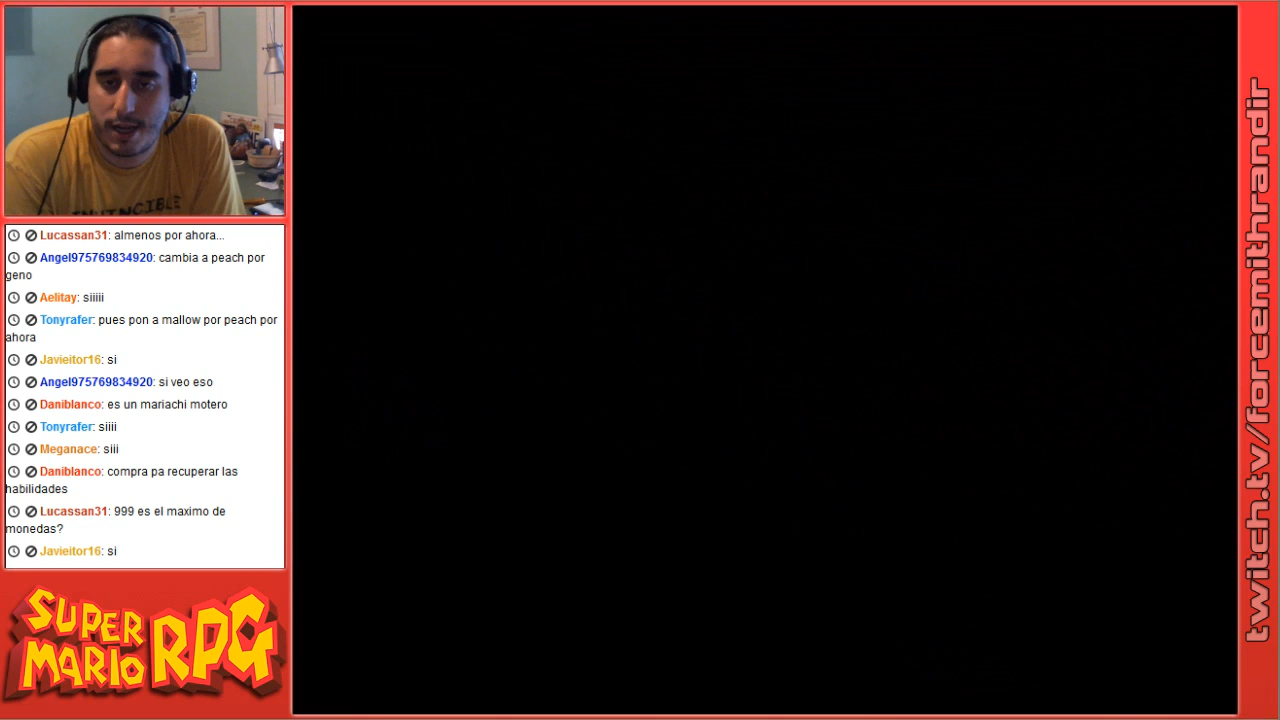 INVINCIBLE
Lucassan31: almenos por ahora...
Angel975769834920: cambia a peach por
geno
Aelitay: siiiii
Tonyrafer: pues pon a mallow por peach por
ahora
Javieitor16: si
Angel975769834920: si veo eso
Daniblanco: es un mariachi motero
Tonyrafer: siiii
Meganace: siii
Daniblanco: compra pa recuperar las
habilidades
Lucassan31: 999 es el maximo de
monedas?
Javieitor16: si
SUPER
MARIO RPG
twitch.tv/forcemithrandir